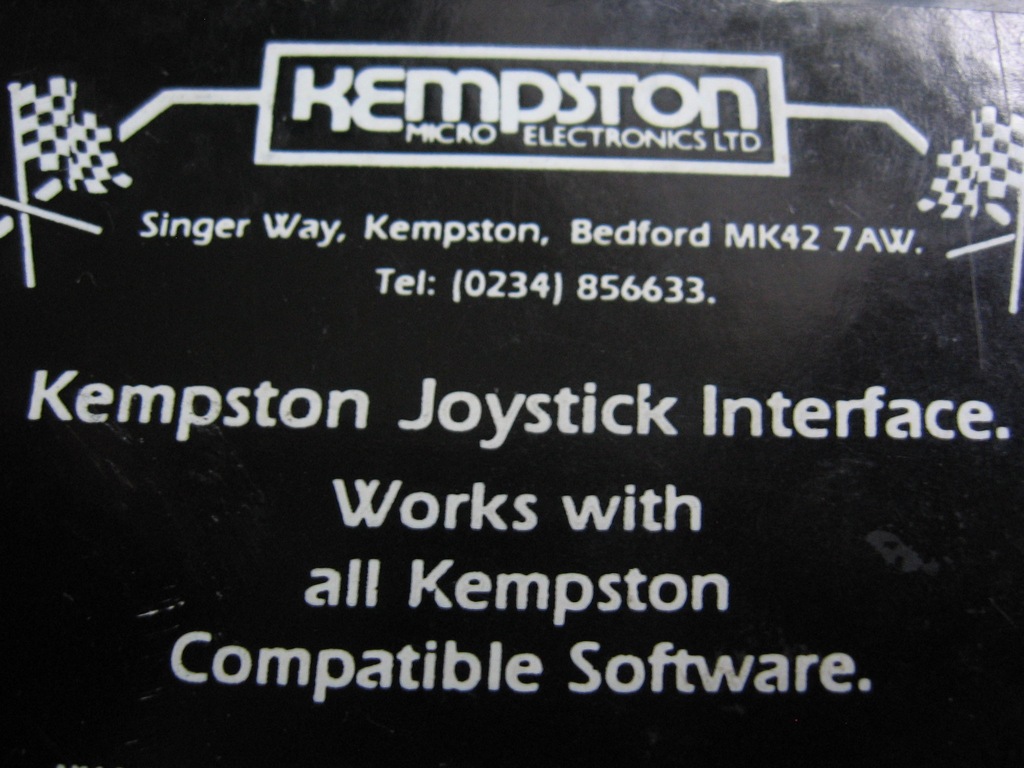 KEMPSTON
MICRO ELECTRONICS LTD
Singer Way, Kempston, Bedford MK42 7AW.
Tel: (0234) 856633.
Kempston Joystick Interface.
Works with
all Kempston
Compatible Software.